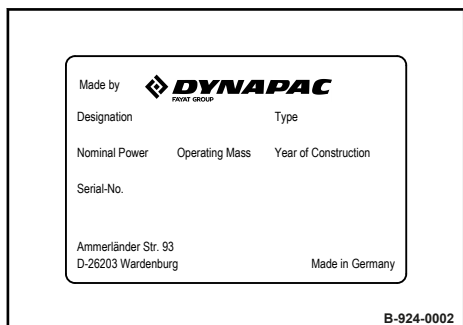 Made by DYNAPAC
FAYAT GROUP
Designation Type
Nominal Power Operating Mass Year of Construction
Serial-No.
Ammerländer Str. 93
D-26203 Wardenburg Made in Germany
B-924-0002